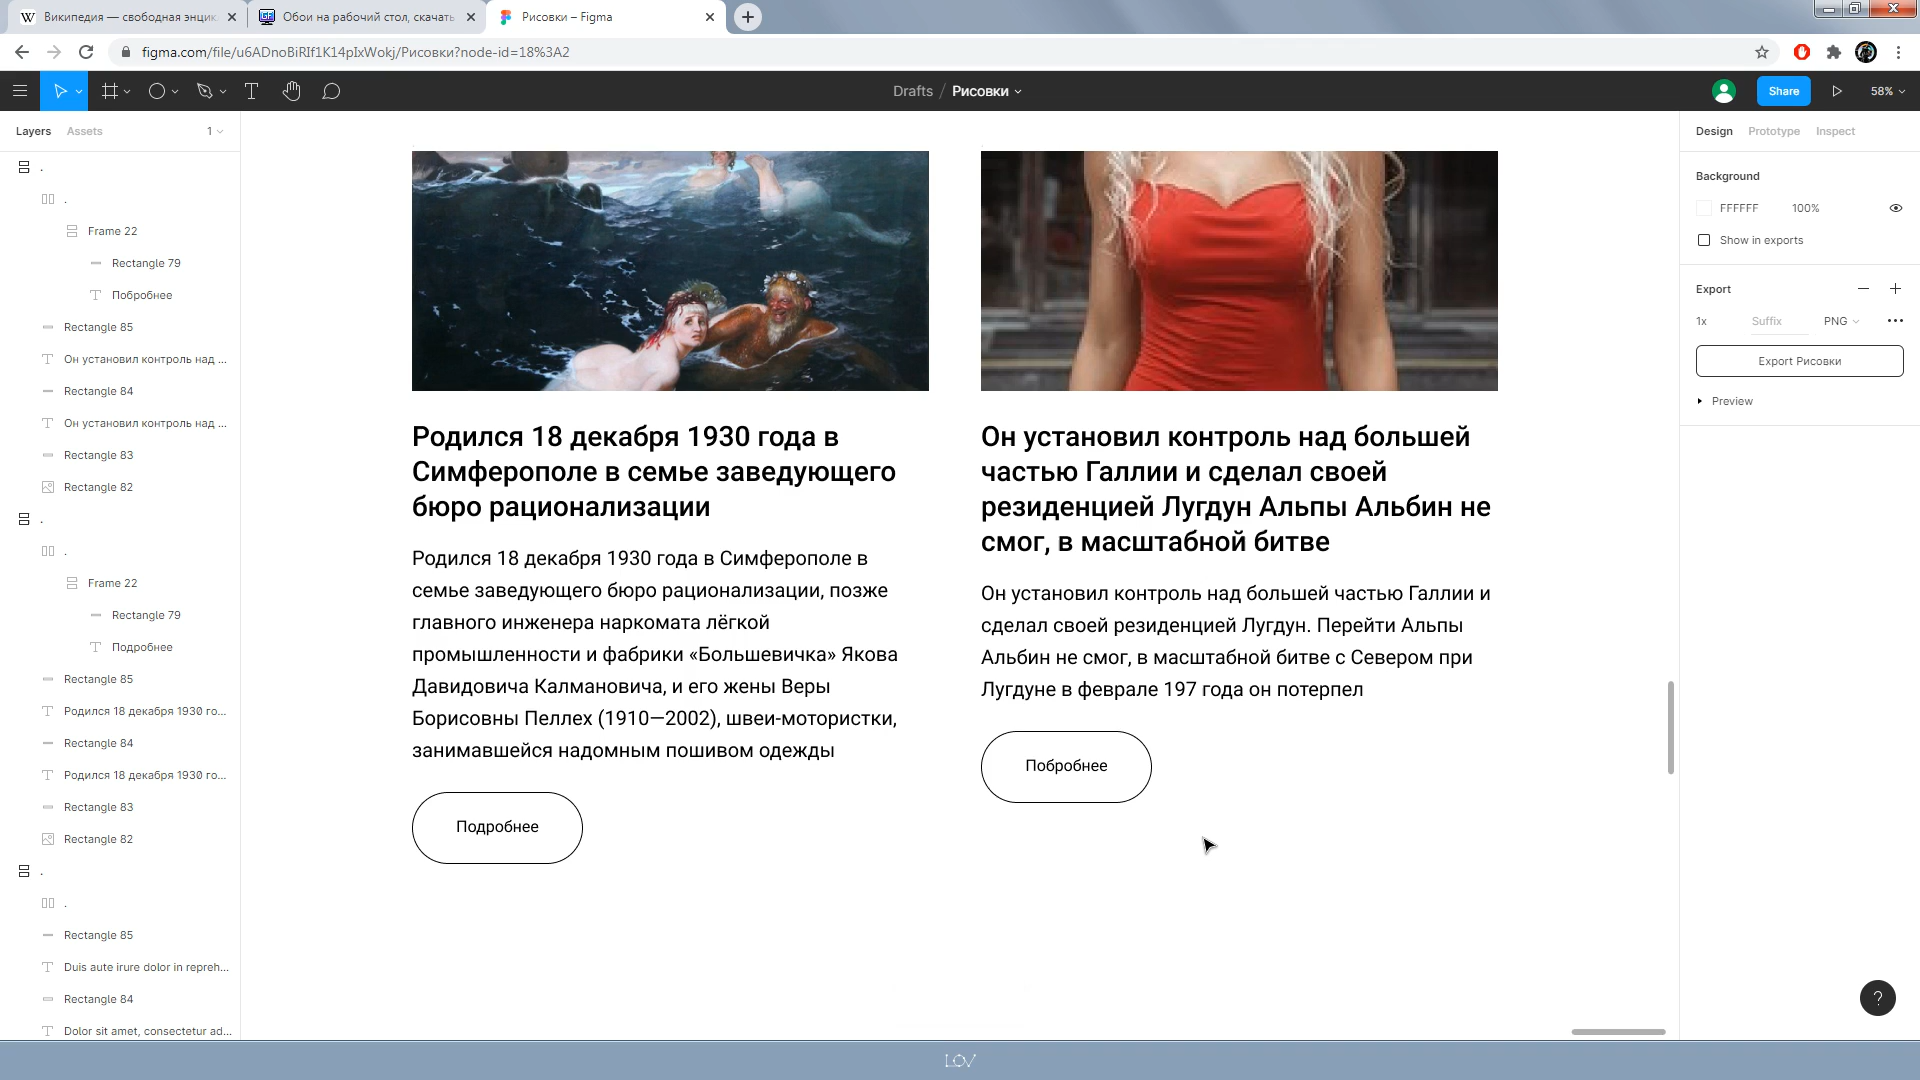 Википедия — свободная энцик
Обои на рабочий стол, скачать
Рисовки – Figma
figma.com/file/u6ADnoBiRIf1K14pIxWokj/Рисовки?node-id=18%3A2
Drafts / Рисовки
Share
58%
Layers Assets 1
.
.
Frame 22
Rectangle 79
Побробнее
Rectangle 85
Он установил контроль над ...
Rectangle 84
Он установил контроль над ...
Rectangle 83
Rectangle 82
.
.
Frame 22
Rectangle 79
Подробнее
Rectangle 85
Родился 18 декабря 1930 го...
Rectangle 84
Родился 18 декабря 1930 го...
Rectangle 83
Rectangle 82
.
.
Rectangle 85
Duis aute irure dolor in repreh...
Rectangle 84
Dolor sit amet, consectetur ad...
Родился 18 декабря 1930 года в
Симферополе в семье заведующего
бюро рационализации
Родился 18 декабря 1930 года в Симферополе в
семье заведующего бюро рационализации, позже
главного инженера наркомата лёгкой
промышленности и фабрики «Большевичка» Якова
Давидовича Калмановича, и его жены Веры
Борисовны Пеллех (1910—2002), швеи-мотористки,
занимавшейся надомным пошивом одежды
Подробнее
Он установил контроль над большей
частью Галлии и сделал своей
резиденцией Лугдун Альпы Альбин не
смог, в масштабной битве
Он установил контроль над большей частью Галлии и
сделал своей резиденцией Лугдун. Перейти Альпы
Альбин не смог, в масштабной битве с Севером при
Лугдуне в феврале 197 года он потерпел
Побробнее
Design Prototype Inspect
Background
FFFFFF 100%
Show in exports
Export
1x Suffix PNG
Export Рисовки
Preview
?
LOV